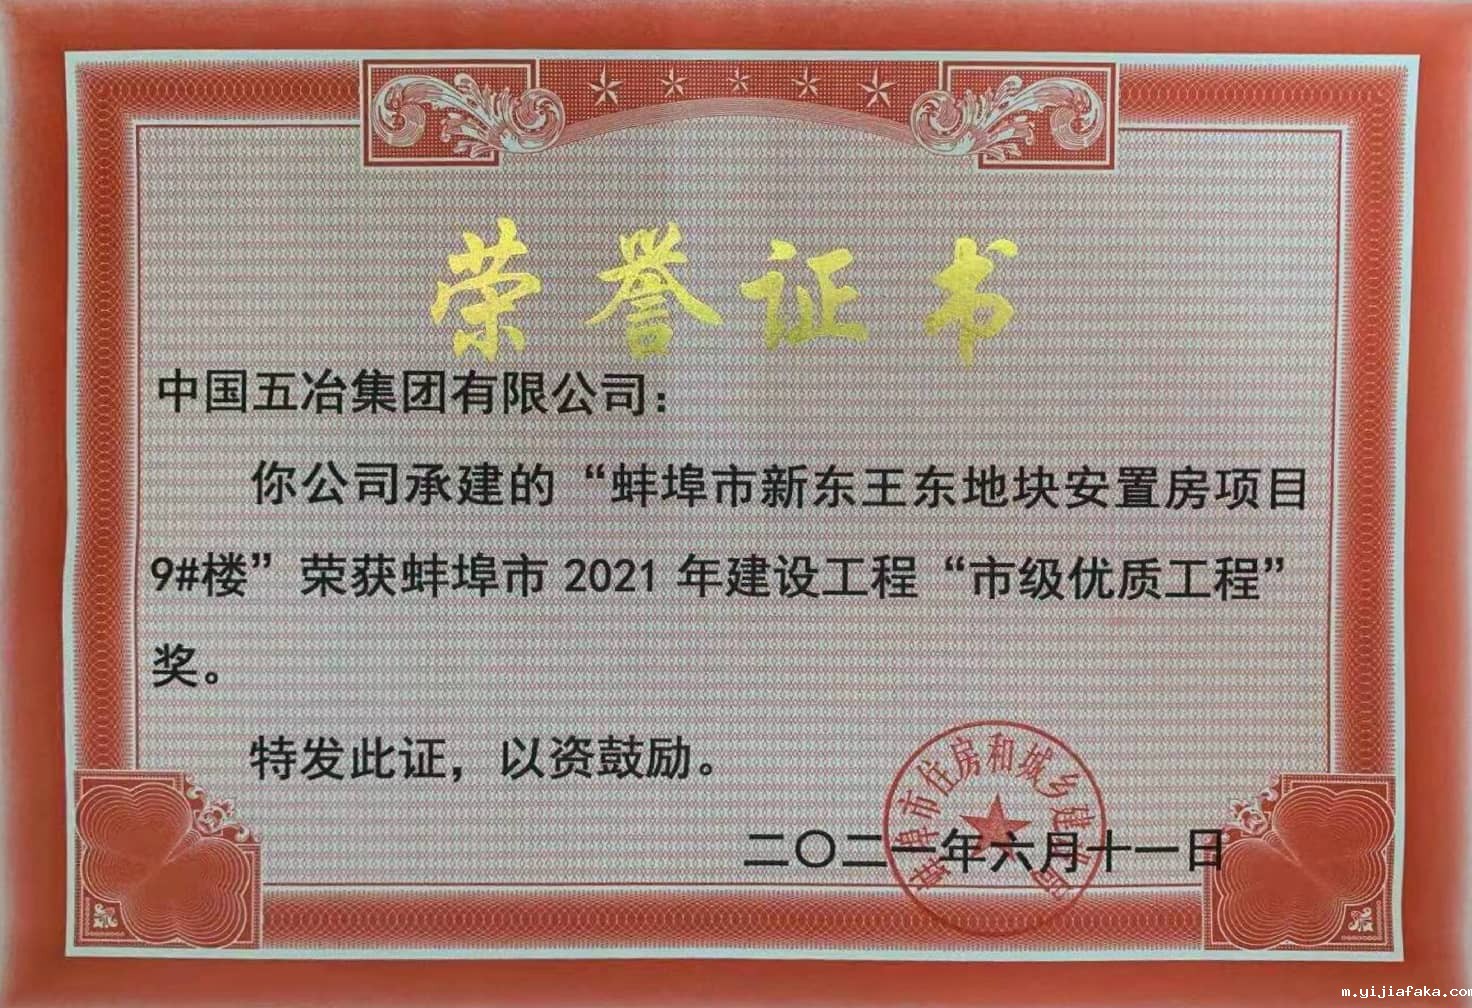 荣誉证书
中国五冶集团有限公司：
你公司承建的“蚌埠市新东王东地块安置房项目
9#楼”荣获蚌埠市 2021 年建设工程“市级优质工程”
奖。
特发此证，以资鼓励。
蚌埠市住房和城乡建设局
二〇二一年六月十一日
m.yijiafaka.com